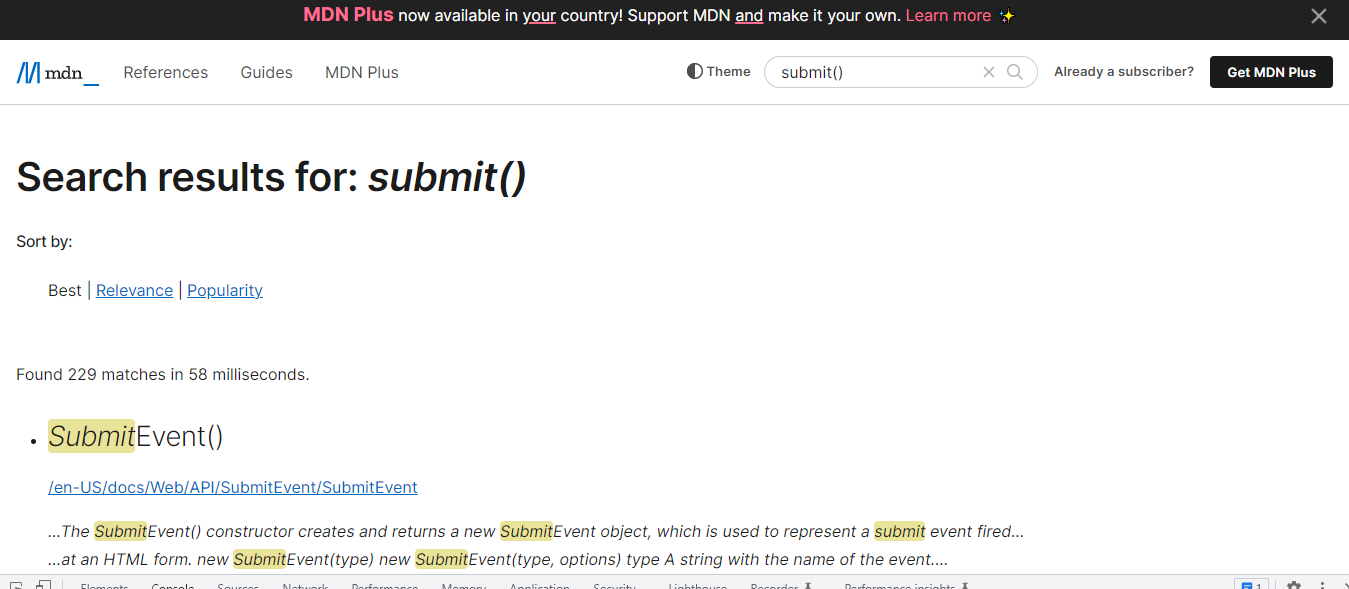 MDN Plus now available in your country! Support MDN and make it your own. Learn more ✨
mdn_ References Guides MDN Plus Theme submit() Already a subscriber? Get MDN Plus
Search results for: submit()
Sort by:
Best | Relevance | Popularity
Found 229 matches in 58 milliseconds.
• SubmitEvent()
/en-US/docs/Web/API/SubmitEvent/SubmitEvent
…The SubmitEvent() constructor creates and returns a new SubmitEvent object, which is used to represent a submit event fired…
…at an HTML form. new SubmitEvent(type) new SubmitEvent(type, options) type A string with the name of the event.…
Elements Console Sources Network Performance Memory Application Security Lighthouse Recorder Performance insights 1